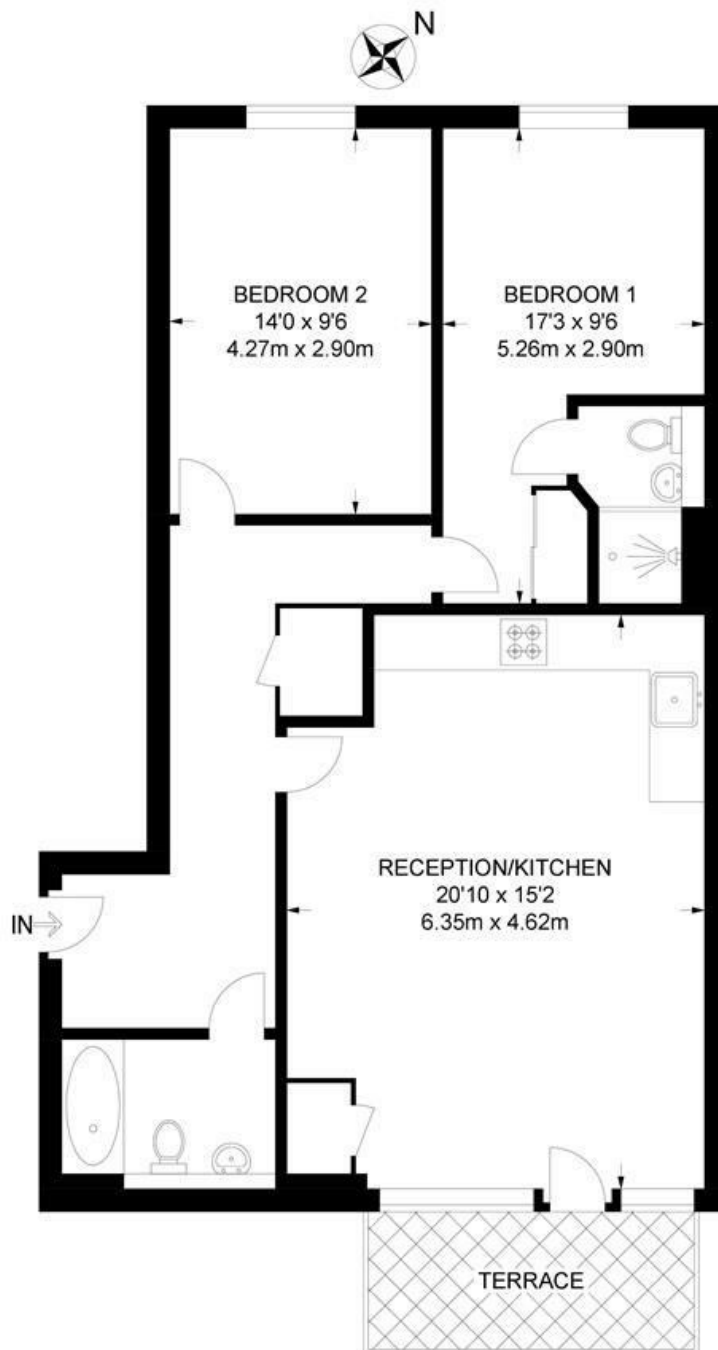 N
BEDROOM 2
14'0 x 9'6
4.27m x 2.90m
BEDROOM 1
17'3 x 9'6
5.26m x 2.90m
RECEPTION/KITCHEN
20'10 x 15'2
6.35m x 4.62m
IN
TERRACE